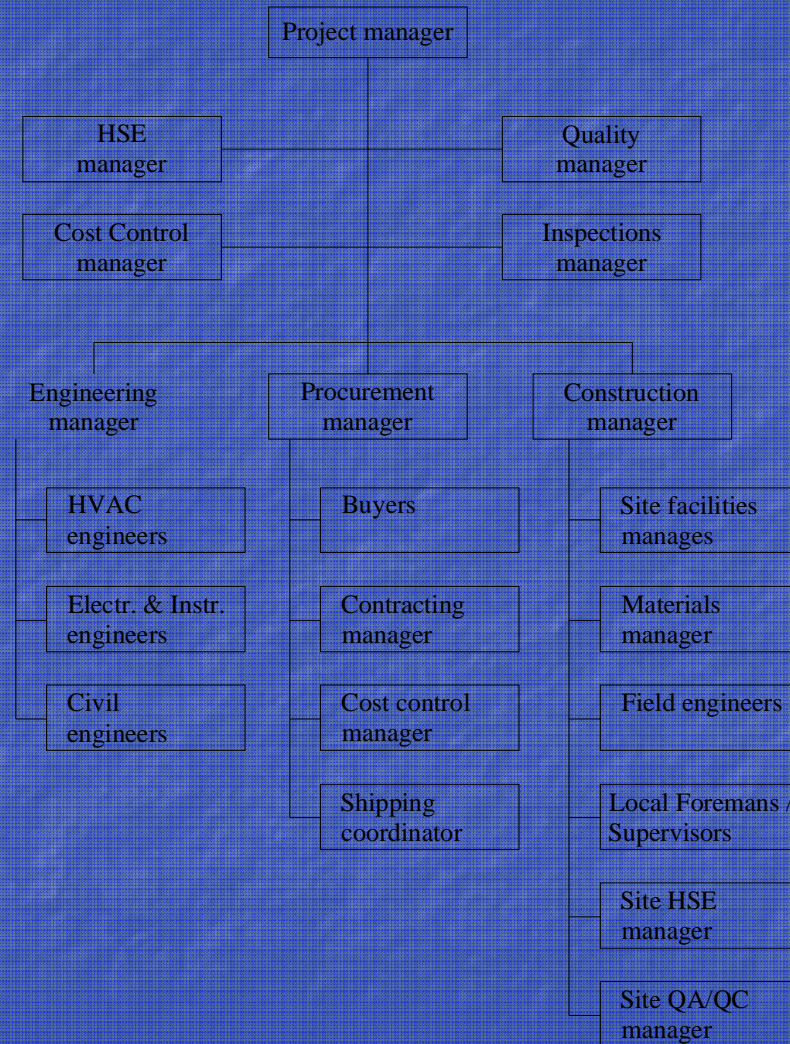 Project manager
HSE
manager
Quality
manager
Cost Control
manager
Inspections
manager
Engineering
manager
Procurement
manager
Construction
manager
HVAC
engineers
Buyers
Site facilities
manages
Electr. & Instr.
engineers
Contracting
manager
Materials
manager
Civil
engineers
Cost control
manager
Field engineers
Shipping
coordinator
Local Foremans /
Supervisors
Site HSE
manager
Site QA/QC
manager